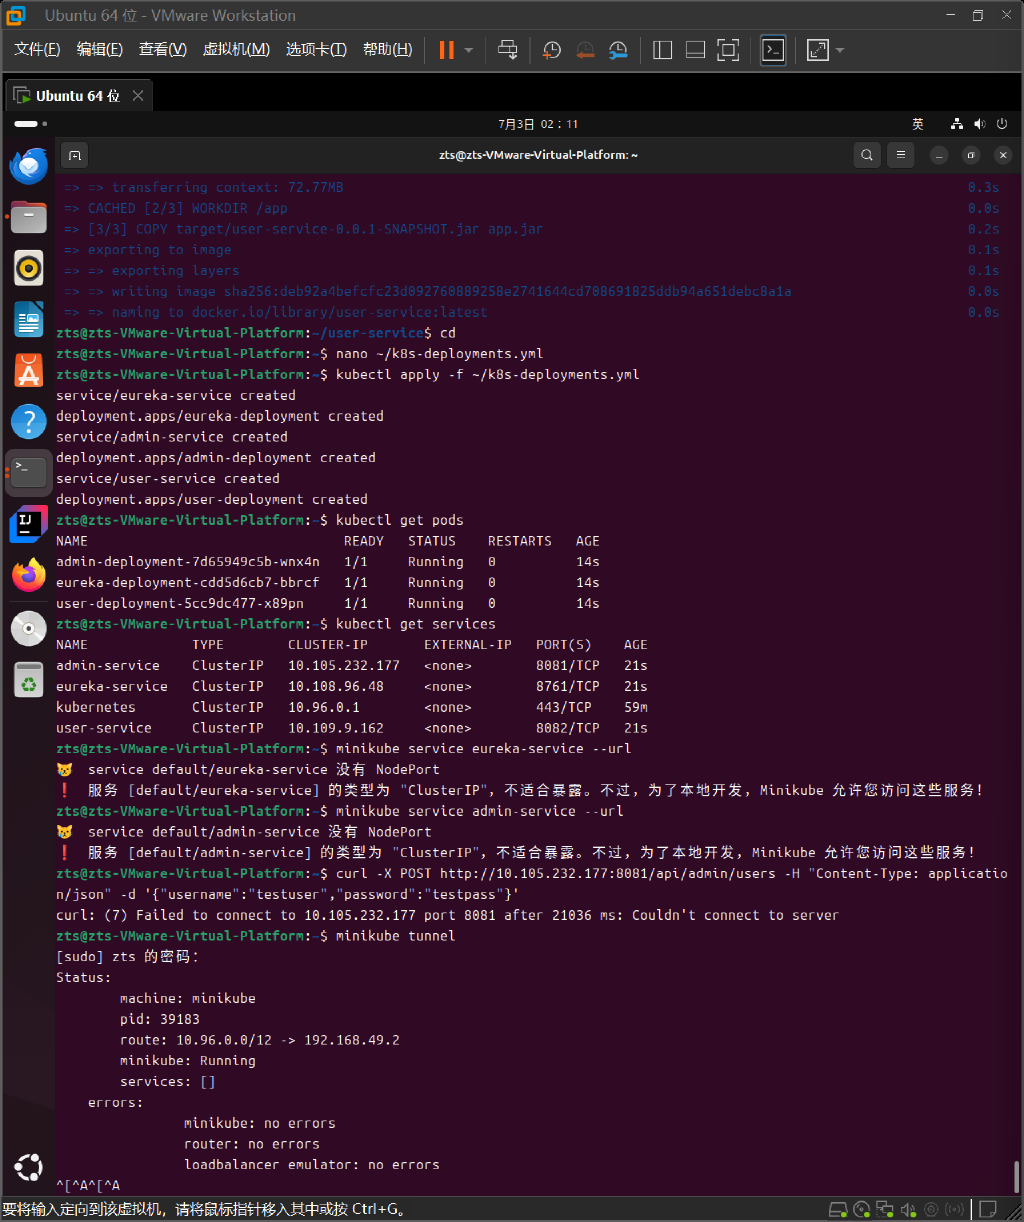 Ubuntu 64 位 - VMware Workstation
文件(F) 编辑(E) 查看(V) 虚拟机(M) 选项卡(T) 帮助(H)
Ubuntu 64 位
7月3日 02：11 英
zts@zts-VMware-Virtual-Platform: ~
=> => transferring context: 72.77MB 0.3s
=> CACHED [2/3] WORKDIR /app 0.0s
=> [3/3] COPY target/user-service-0.0.1-SNAPSHOT.jar app.jar 0.2s
=> exporting to image 0.1s
=> => exporting layers 0.1s
=> => writing image sha256:deb92a4befcfc23d092760889258e2741644cd708691825ddb94a651debc8a1a 0.0s
=> => naming to docker.io/library/user-service:latest 0.0s
zts@zts-VMware-Virtual-Platform:~/user-service$ cd
zts@zts-VMware-Virtual-Platform:~$ nano ~/k8s-deployments.yml
zts@zts-VMware-Virtual-Platform:~$ kubectl apply -f ~/k8s-deployments.yml
service/eureka-service created
deployment.apps/eureka-deployment created
service/admin-service created
deployment.apps/admin-deployment created
service/user-service created
deployment.apps/user-deployment created
zts@zts-VMware-Virtual-Platform:~$ kubectl get pods
NAME READY STATUS RESTARTS AGE
admin-deployment-7d65949c5b-wnx4n 1/1 Running 0 14s
eureka-deployment-cdd5d6cb7-bbrcf 1/1 Running 0 14s
user-deployment-5cc9dc477-x89pn 1/1 Running 0 14s
zts@zts-VMware-Virtual-Platform:~$ kubectl get services
NAME TYPE CLUSTER-IP EXTERNAL-IP PORT(S) AGE
admin-service ClusterIP 10.105.232.177 <none> 8081/TCP 21s
eureka-service ClusterIP 10.108.96.48 <none> 8761/TCP 21s
kubernetes ClusterIP 10.96.0.1 <none> 443/TCP 59m
user-service ClusterIP 10.109.9.162 <none> 8082/TCP 21s
zts@zts-VMware-Virtual-Platform:~$ minikube service eureka-service --url
😿 service default/eureka-service 没有 NodePort
❗ 服务 [default/eureka-service] 的类型为 "ClusterIP"，不适合暴露。不过，为了本地开发，Minikube 允许您访问这些服务！
zts@zts-VMware-Virtual-Platform:~$ minikube service admin-service --url
😿 service default/admin-service 没有 NodePort
❗ 服务 [default/admin-service] 的类型为 "ClusterIP"，不适合暴露。不过，为了本地开发，Minikube 允许您访问这些服务！
zts@zts-VMware-Virtual-Platform:~$ curl -X POST http://10.105.232.177:8081/api/admin/users -H "Content-Type: applicatio
n/json" -d '{"username":"testuser","password":"testpass"}'
curl: (7) Failed to connect to 10.105.232.177 port 8081 after 21036 ms: Couldn't connect to server
zts@zts-VMware-Virtual-Platform:~$ minikube tunnel
[sudo] zts 的密码：
Status:
machine: minikube
pid: 39183
route: 10.96.0.0/12 -> 192.168.49.2
minikube: Running
services: []
errors:
minikube: no errors
router: no errors
loadbalancer emulator: no errors
^[^A^[^A
要将输入定向到该虚拟机，请将鼠标指针移入其中或按 Ctrl+G。